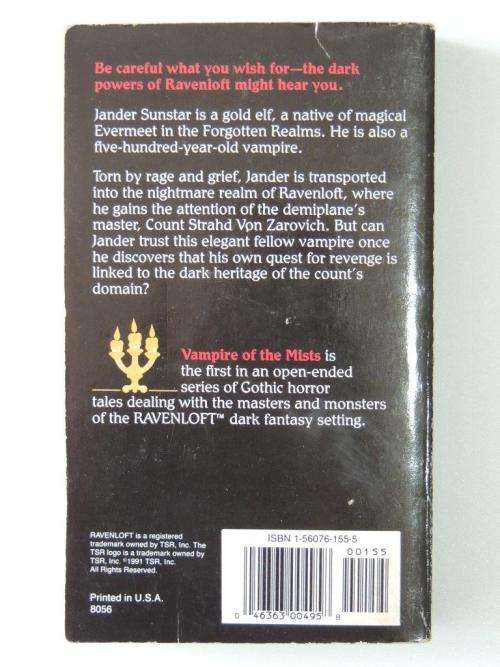 Be careful what you wish for—the dark
powers of Ravenloft might hear you.
Jander Sunstar is a gold elf, a native of magical
Evermeet in the Forgotten Realms. He is also a
five-hundred-year-old vampire.
Torn by rage and grief, Jander is transported
into the nightmare realm of Ravenloft, where
he gains the attention of the demiplane's
master, Count Strahd Von Zarovich. But can
Jander trust this elegant fellow vampire once
he discovers that his own quest for revenge is
linked to the dark heritage of the count's
domain?
Vampire of the Mists is
the first in an open-ended
series of Gothic horror
tales dealing with the masters and monsters
of the RAVENLOFT™ dark fantasy setting.
RAVENLOFT is a registered
trademark owned by TSR, Inc. The
TSR logo is a trademark owned by
TSR, Inc. ©1991 TSR, Inc.
All Rights Reserved.
Printed in U.S.A.
8056
ISBN 1-56076-155-5
00155
0 46363 00495 8